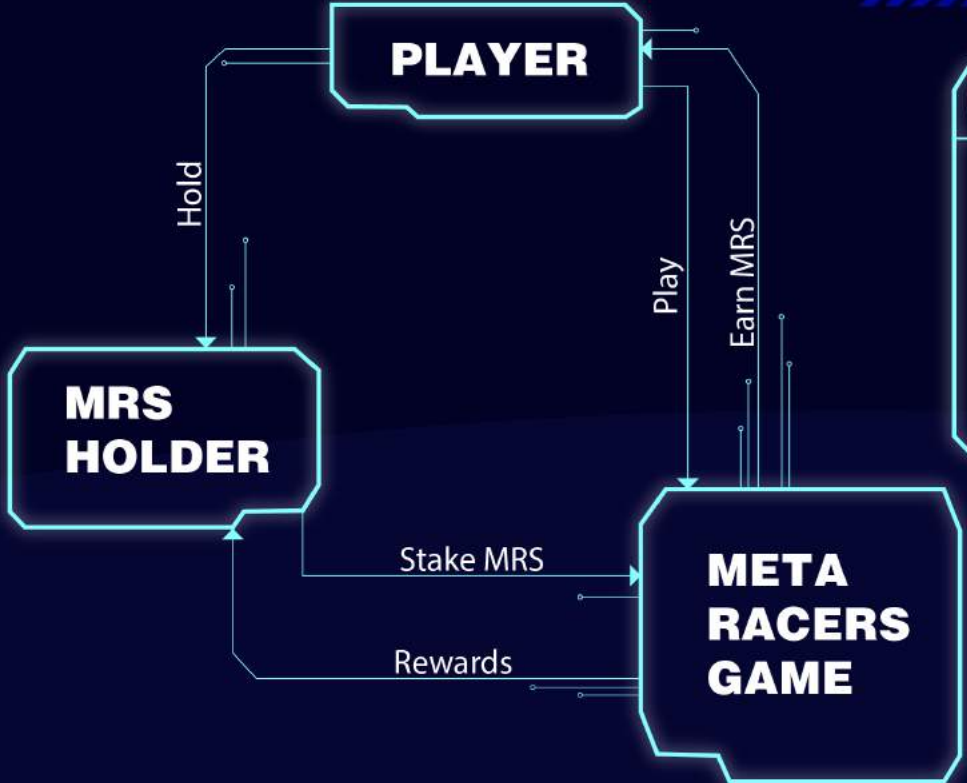 PLAYER
Hold
Play
Earn MRS
MRS
HOLDER
Stake MRS
Rewards
META
RACERS
GAME